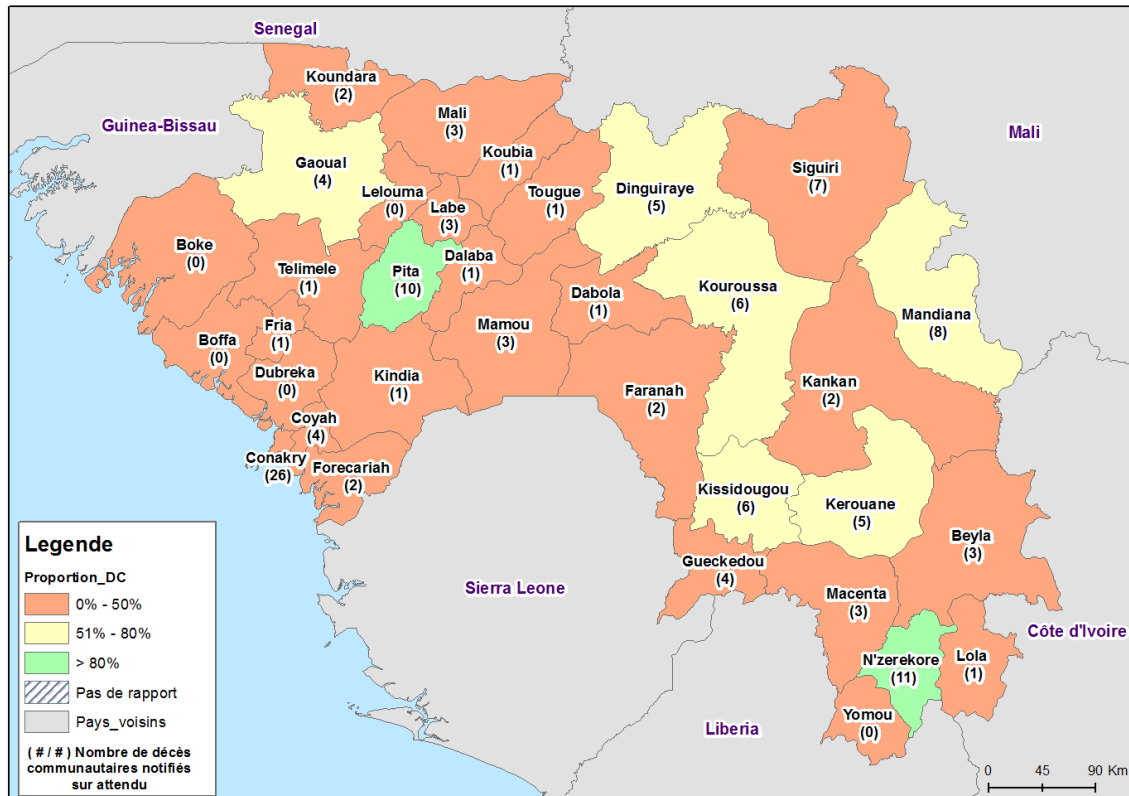 Senegal
Koundara
(2)
Guinea-Bissau
Mali
(3)
Mali
Koubia
(1)
Gaoual
(4)
Siguiri
(7)
Lelouma
(0)
Tougue
(1)
Dinguiraye
(5)
Labe
(3)
Boke
(0)
Dalaba
(1)
Telimele
(1)
Pita
(10)
Kouroussa
(6)
Dabola
(1)
Mandiana
(8)
Fria
(1)
Mamou
(3)
Boffa
(0)
Dubreka
(0)
Kindia
(1)
Faranah
(2)
Kankan
(2)
Coyah
(4)
Conakry
(26)
Forecariah
(2)
Kissidougou
(6)
Kerouane
(5)
Beyla
(3)
Gueckedou
(4)
Sierra Leone
Macenta
(3)
Côte d'Ivoire
N'zerekore
(11)
Lola
(1)
Liberia
Yomou
(0)
Legende
Proportion_DC
0% - 50%
51% - 80%
> 80%
Pas de rapport
Pays_voisins
( # / # ) Nombre de décès
communautaires notifiés
sur attendu
0 45 90 Km